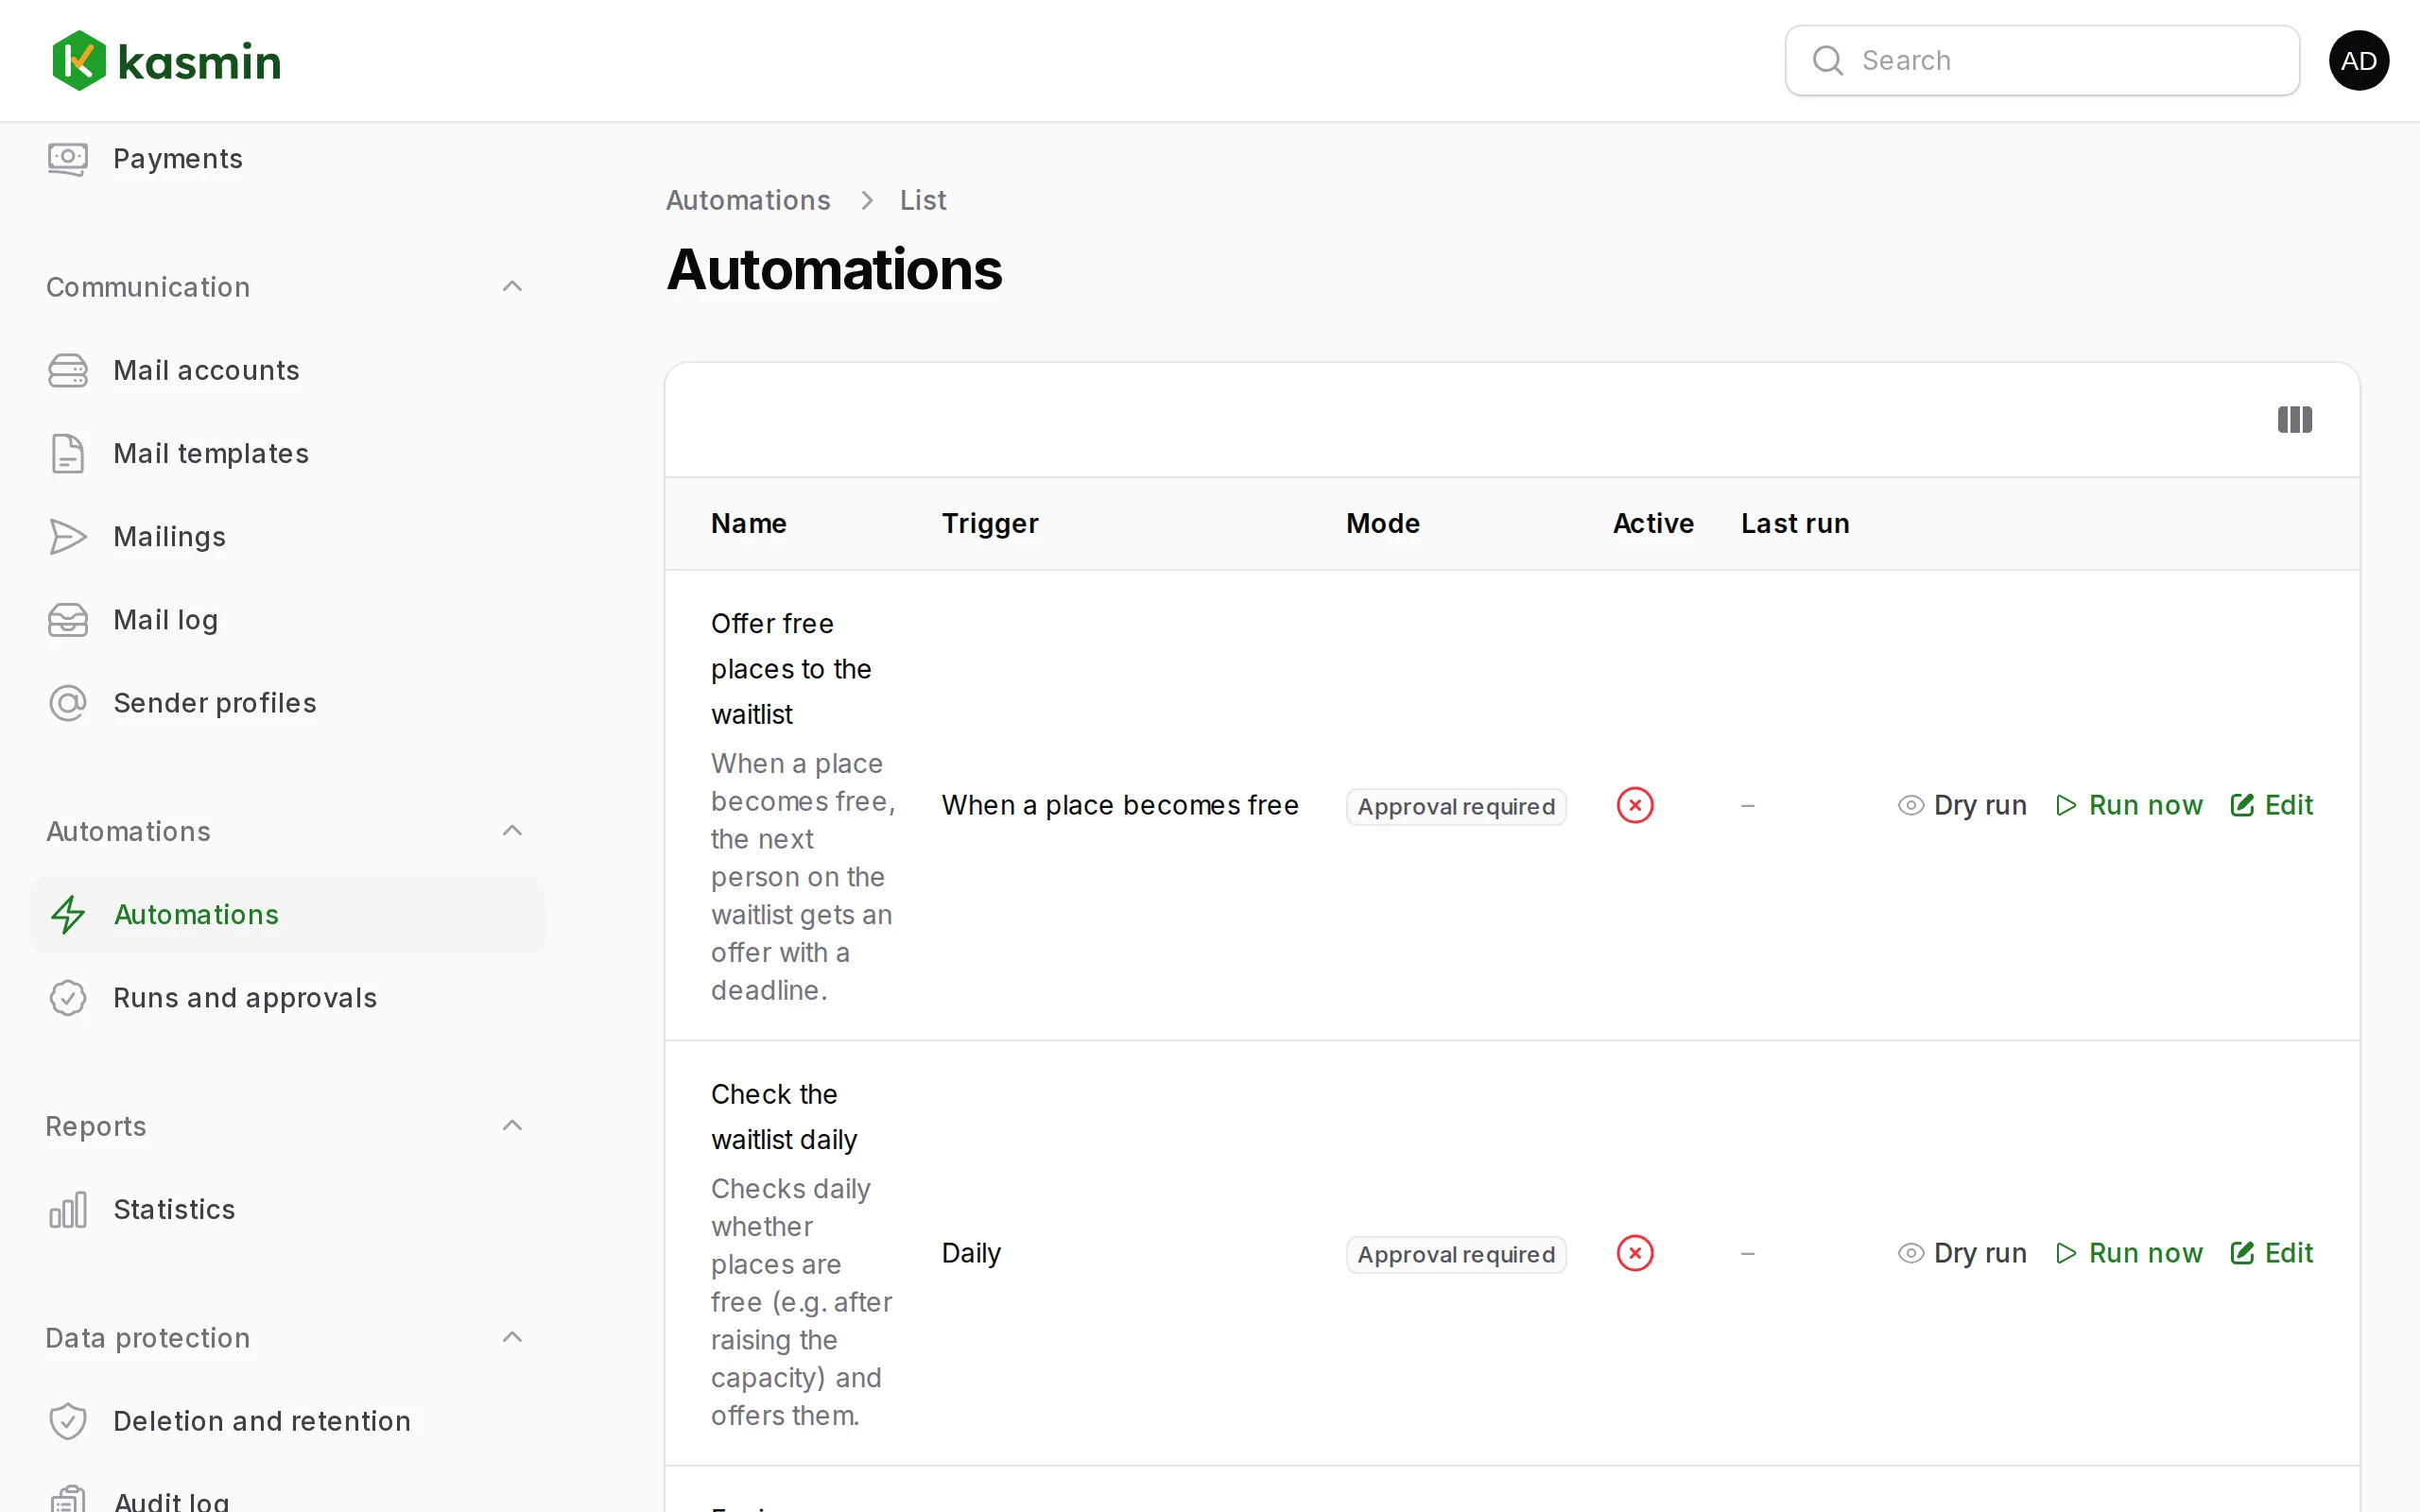 kasmin
Search
AD
Payments
Communication
Mail accounts
Mail templates
Mailings
Mail log
Sender profiles
Automations
Automations
Runs and approvals
Reports
Statistics
Data protection
Deletion and retention
Audit log
Automations > List
Automations
Name Trigger Mode Active Last run
Offer free
places to the
waitlist
When a place
becomes free,
the next
person on the
waitlist gets an
offer with a
deadline.
When a place becomes free
Approval required
–
Dry run
Run now
Edit
Check the
waitlist daily
Checks daily
whether
places are
free (e.g. after
raising the
capacity) and
offers them.
Daily
Approval required
–
Dry run
Run now
Edit